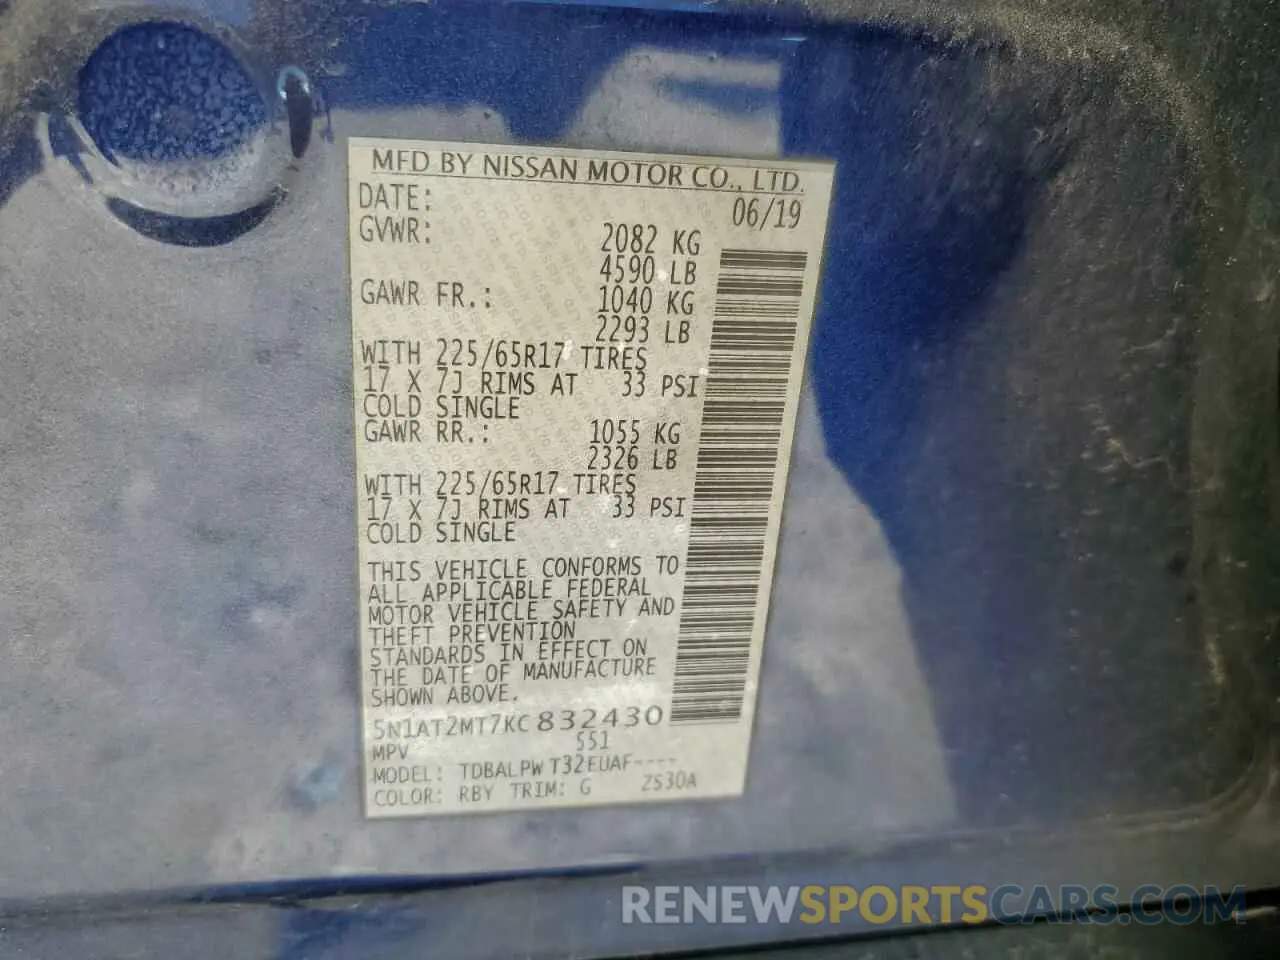 MFD BY NISSAN MOTOR CO., LTD.
DATE: 06/19
GVWR: 2082 KG
4590 LB
GAWR FR.: 1040 KG
2293 LB
WITH 225/65R17 TIRES
17 X 7J RIMS AT 33 PSI
COLD SINGLE
GAWR RR.: 1055 KG
2326 LB
WITH 225/65R17 TIRES
17 X 7J RIMS AT 33 PSI
COLD SINGLE
THIS VEHICLE CONFORMS TO
ALL APPLICABLE FEDERAL
MOTOR VEHICLE SAFETY AND
THEFT PREVENTION
STANDARDS IN EFFECT ON
THE DATE OF MANUFACTURE
SHOWN ABOVE.
5N1AT2MT7KC832430
MPV 551
MODEL: TDBALPW T32EUAF----
COLOR: RBY TRIM: G ZS30A
RENEWSPORTSCARS.COM